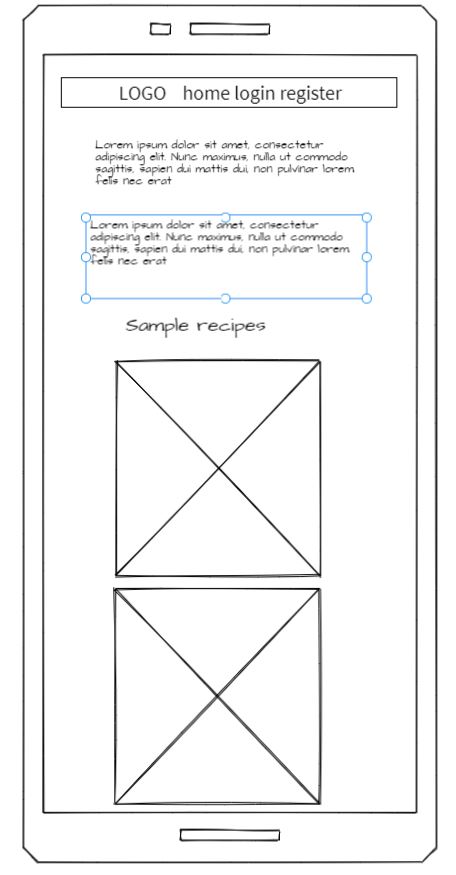 LOGO home login register
Lorem ipsum dolor sit amet, consectetur
adipiscing elit. Nunc maximus, nulla ut commodo
sagittis, sapien dui mattis dui, non pulvinar lorem
felis nec erat
Lorem ipsum dolor sit amet, consectetur
adipiscing elit. Nunc maximus, nulla ut commodo
sagittis, sapien dui mattis dui, non pulvinar lorem
felis nec erat
Sample recipes